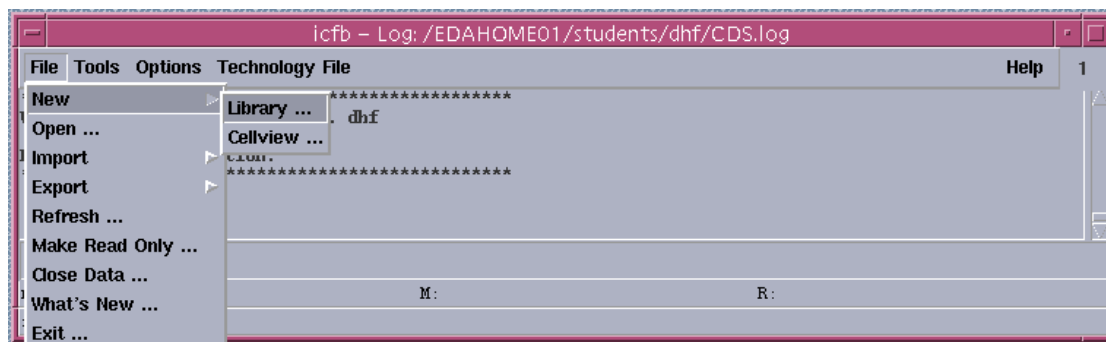 icfb – Log: /EDAHOME01/students/dhf/CDS.log
File Tools Options Technology File Help 1
New
Library ...
Cellview ...
Open ...
Import
Export
Refresh ...
Make Read Only ...
Close Data ...
What's New ...
Exit ...
****************************
. dhf
ction.
****************************
M: R: